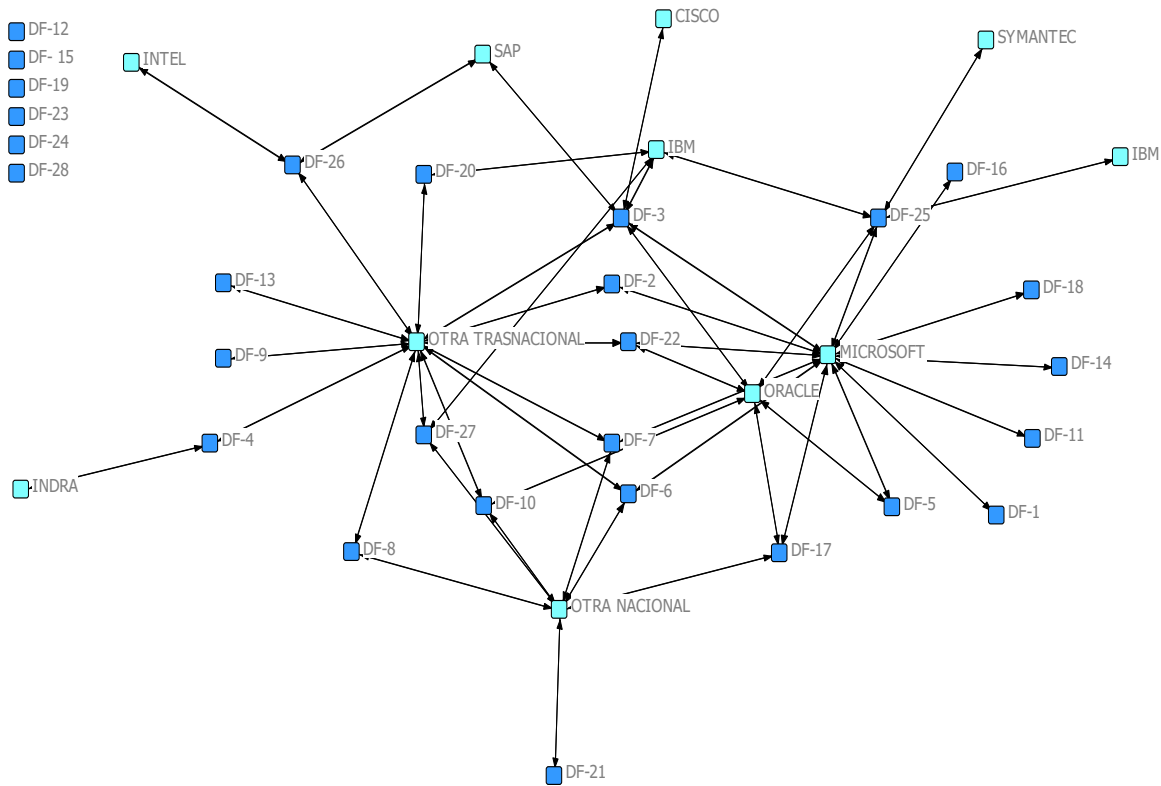 CISCO
DF-12
SYMANTEC
SAP
DF- 15
INTEL
DF-19
DF-23
DF-24
IBM
IBM
DF-26
DF-28
DF-20
DF-16
DF-3
DF-25
DF-13
DF-2
DF-18
OTRA TRASNACIONAL
DF-22
MICROSOFT
DF-9
DF-14
ORACLE
DF-27
DF-4
DF-7
DF-11
INDRA
DF-6
DF-10
DF-5
DF-1
DF-8
DF-17
OTRA NACIONAL
DF-21